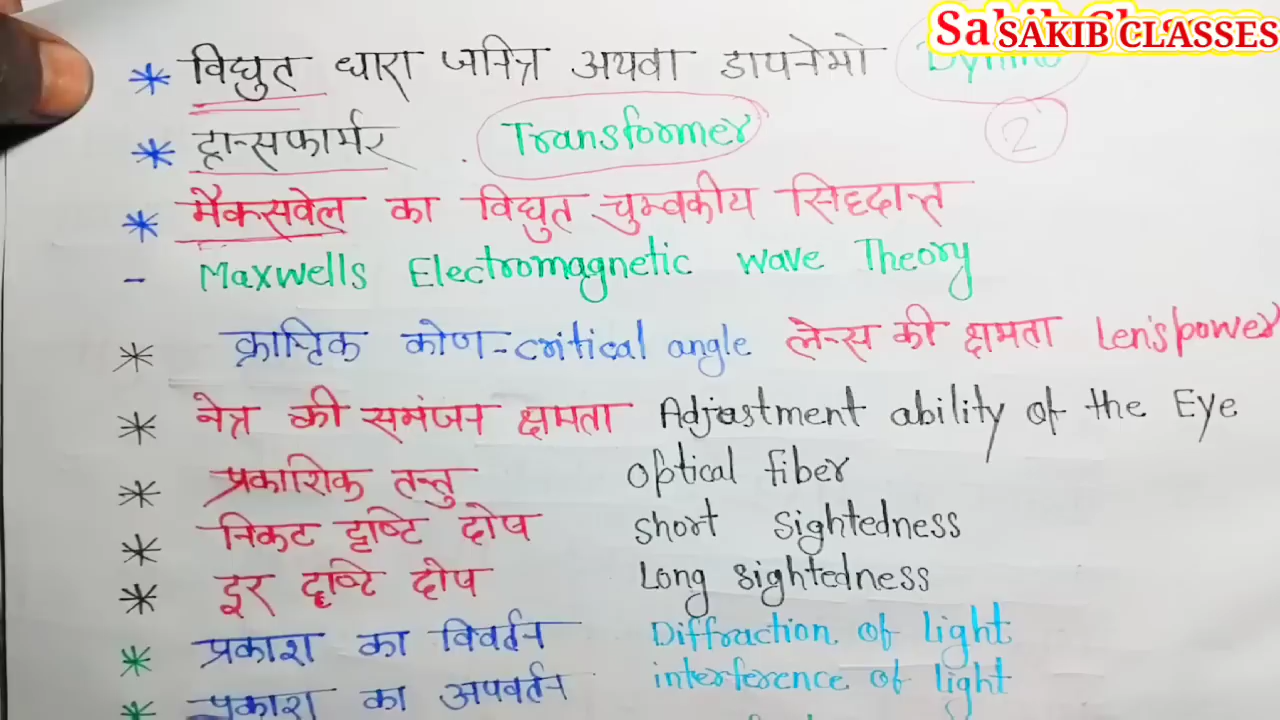 SAKIB CLASSES
* विद्युत धारा जनित्र अथवा डायनेमो
* ट्रान्सफार्मर . Transformer 2
* मैक्सवेल का विद्युत चुम्बकीय सिद्दान्त
- Maxwells Electromagnetic wave Theory
* क्रान्टिक कोण-critical angle लेन्स की क्षमता Len's power
* नेत्र की समंजन क्षमता Adjastment ability of the Eye
* प्रकाशिक तन्तु optical fiber
* निकट दृष्टि दोष short sightedness
* दूर दृष्टि दोष Long sightedness
* प्रकाश का विवर्तन Diffraction of light
* प्रकाश का अपवर्तन interference of light